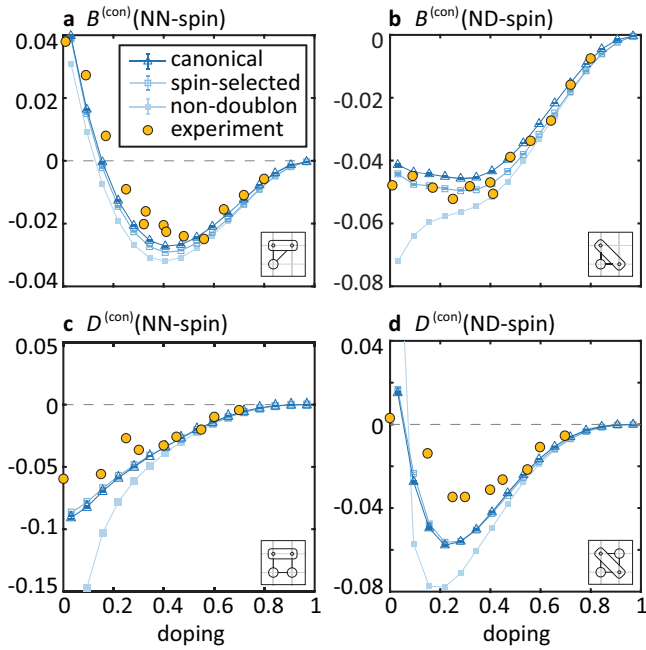 a B(con)(NN-spin)
0.04
0.02
0
-0.02
-0.04
canonical
spin-selected
non-doublon
experiment
b B(con)(ND-spin)
0
-0.02
-0.04
-0.06
-0.08
c D(con)(NN-spin)
0.05
0
-0.05
-0.1
-0.15
0 0.2 0.4 0.6 0.8 1
doping
d D(con)(ND-spin)
0.04
0
-0.04
-0.08
0 0.2 0.4 0.6 0.8 1
doping